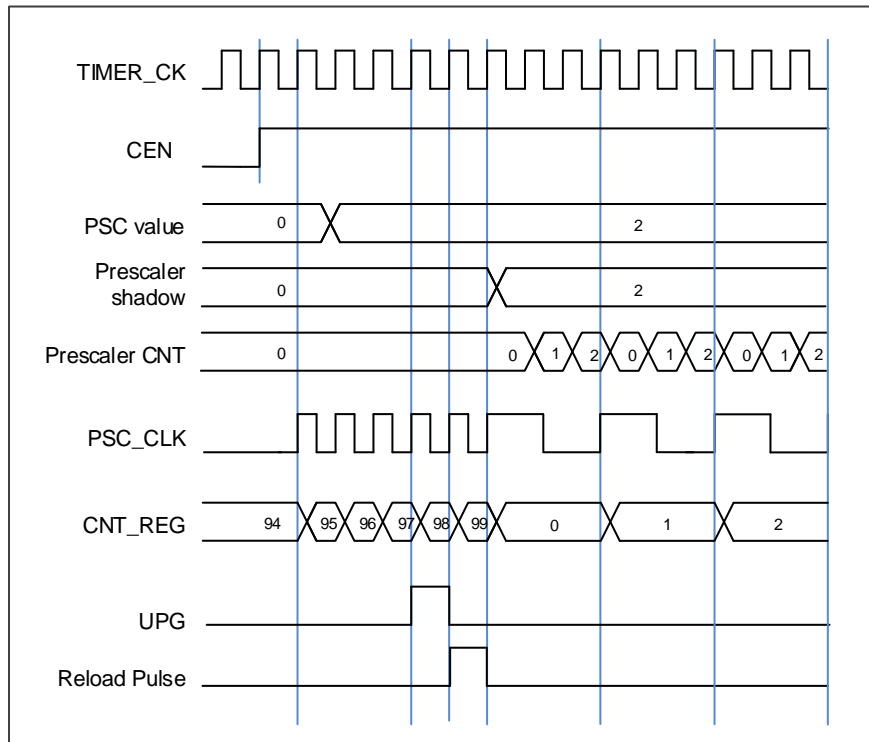 TIMER_CK
CEN
PSC value 0 2
Prescaler
shadow 0 2
Prescaler CNT 0 0 1 2 0 1 2 0 1 2
PSC_CLK
CNT_REG 94 95 96 97 98 99 0 1 2
UPG
Reload Pulse